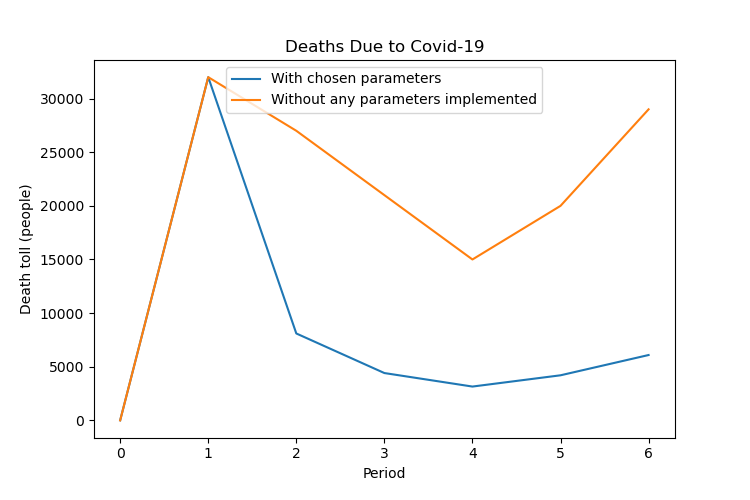 Deaths Due to Covid-19
With chosen parameters
Without any parameters implemented
Death toll (people)
30000
25000
20000
15000
10000
5000
0
0 1 2 3 4 5 6
Period